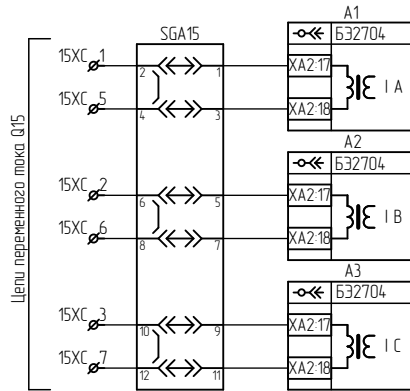 Цепи переменного тока Q15
SGA15
A1
БЭ2704
15XC 1
2
1
XA2:17
I A
15XC 5
4
3
XA2:18
A2
БЭ2704
15XC 2
6
5
XA2:17
I B
15XC 6
8
7
XA2:18
A3
БЭ2704
15XC 3
10
9
XA2:17
I C
15XC 7
12
11
XA2:18